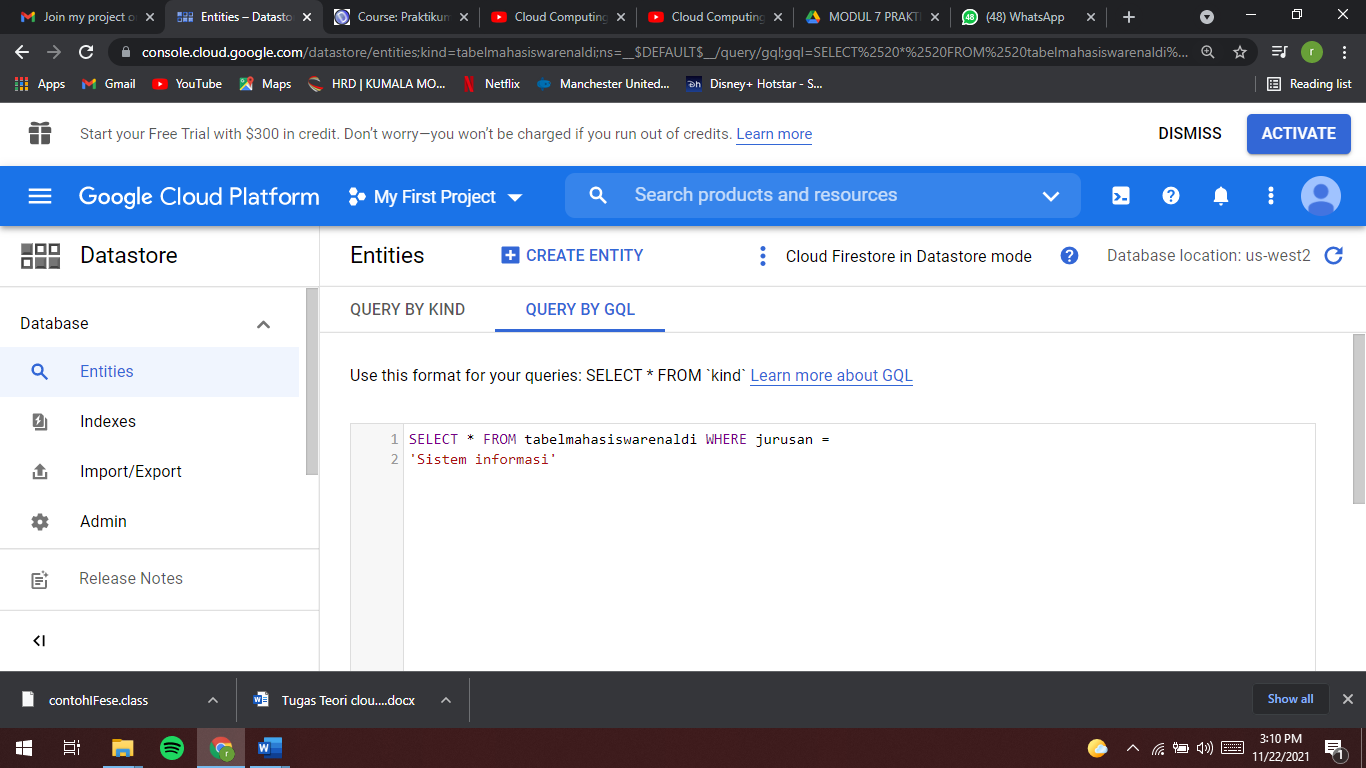 Join my project o
Entities – Datasto
Course: Praktikum
Cloud Computing
Cloud Computing
MODUL 7 PRAKTI
(48) WhatsApp
console.cloud.google.com/datastore/entities;kind=tabelmahasiswarenaldi;ns=__$DEFAULT$__/query/gql;gql=SELECT%2520*%2520FROM%2520tabelmahasiswarenaldi%...
r
Apps
Gmail
YouTube
Maps
HRD | KUMALA MO...
Netflix
Manchester United...
Disney+ Hotstar - S...
Reading list
Start your Free Trial with $300 in credit. Don't worry—you won't be charged if you run out of credits. Learn more
DISMISS
ACTIVATE
Google Cloud Platform
My First Project
Search products and resources
Datastore
Entities
CREATE ENTITY
Cloud Firestore in Datastore mode
Database location: us-west2
Database
Entities
Indexes
Import/Export
Admin
Release Notes
QUERY BY KIND
QUERY BY GQL
Use this format for your queries: SELECT * FROM `kind` Learn more about GQL
1 SELECT * FROM tabelmahasiswarenaldi WHERE jurusan =
2 'Sistem informasi'
contohIFese.class
Tugas Teori clou....docx
Show all
3:10 PM
11/22/2021
1